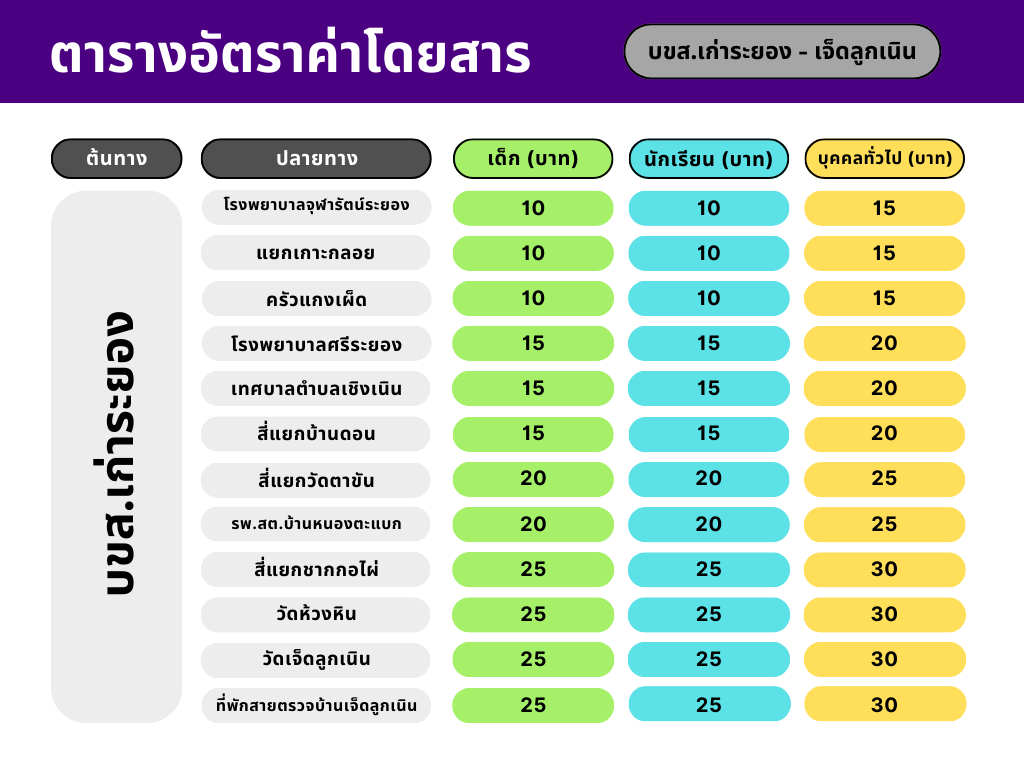 ตารางอัตราค่าโดยสาร
บขส.เก่าระยอง - เจ็ดลูกเนิน
ต้นทาง ปลายทาง เด็ก (บาท) นักเรียน (บาท) บุคคลทั่วไป (บาท)
บขส.เก่าระยอง
โรงพยาบาลจุฬารัตน์ระยอง 10 10 15
แยกเกาะกลอย 10 10 15
ครัวแกงเผ็ด 10 10 15
โรงพยาบาลศรีระยอง 15 15 20
เทศบาลตำบลเชิงเนิน 15 15 20
สี่แยกบ้านดอน 15 15 20
สี่แยกวัดตาขัน 20 20 25
รพ.สต.บ้านหนองตะแบก 20 20 25
สี่แยกชากกอไผ่ 25 25 30
วัดห้วงหิน 25 25 30
วัดเจ็ดลูกเนิน 25 25 30
ที่พักสายตรวจบ้านเจ็ดลูกเนิน 25 25 30